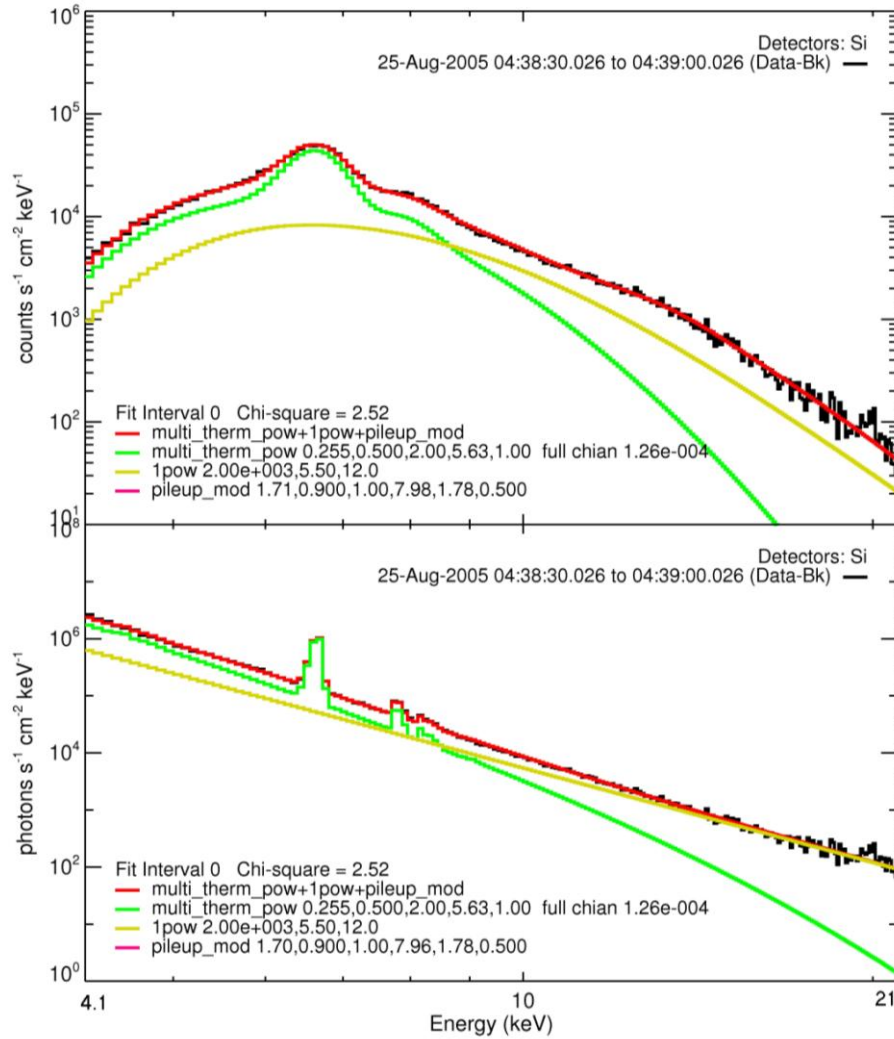 10^6
Detectors: Si
25-Aug-2005 04:38:30.026 to 04:39:00.026 (Data-Bk)
10^5
10^4
counts s^-1 cm^-2 keV^-1
10^3
Fit Interval 0 Chi-square = 2.52
10^2
multi_therm_pow+1pow+pileup_mod
multi_therm_pow 0.255,0.500,2.00,5.63,1.00 full chian 1.26e-004
1pow 2.00e+003,5.50,12.0
10^1
pileup_mod 1.71,0.900,1.00,7.98,1.78,0.500
10^8
Detectors: Si
25-Aug-2005 04:38:30.026 to 04:39:00.026 (Data-Bk)
10^6
10^4
photons s^-1 cm^-2 keV^-1
10^2
Fit Interval 0 Chi-square = 2.52
multi_therm_pow+1pow+pileup_mod
multi_therm_pow 0.255,0.500,2.00,5.63,1.00 full chian 1.26e-004
1pow 2.00e+003,5.50,12.0
pileup_mod 1.70,0.900,1.00,7.96,1.78,0.500
10^0
4.1 10 21
Energy (keV)